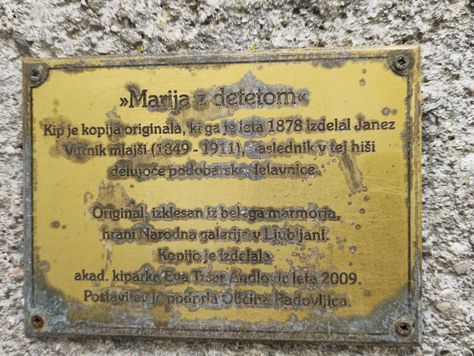 »Marija z detetom«
Kip je kopija originala, ki ga je leta 1878 izdelal Janez
Vurnik mlajši (1849 - 1911), naslednik v tej hiši
delujoče podobarske delavnice.
Original, izklesan iz belega marmorja,
hrani Narodna galerija v Ljubljani.
Kopijo je izdelala
akad. kiparka Eva Tršar Andlovic leta 2009.
Postavitev je podprla Občina Radovljica.